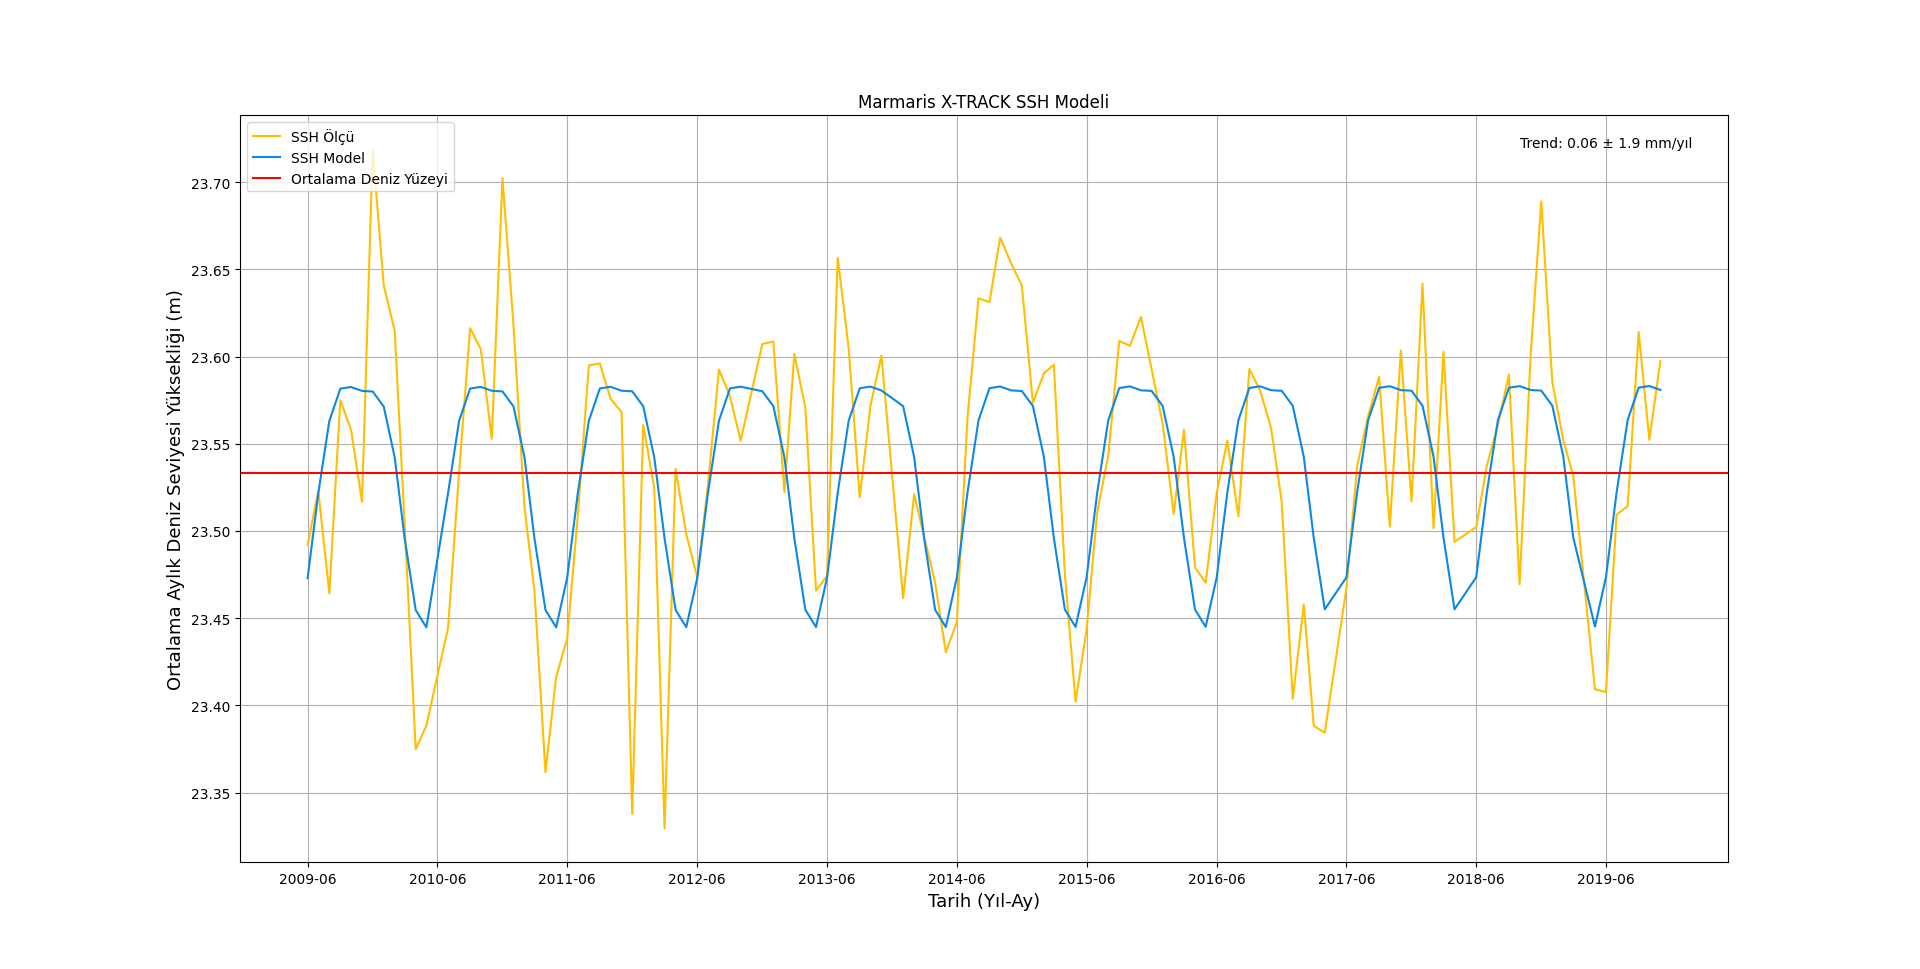 Marmaris X-TRACK SSH Modeli
SSH Ölçü
SSH Model
Ortalama Deniz Yüzeyi
Trend: 0.06 ± 1.9 mm/yıl
Ortalama Aylık Deniz Seviyesi Yüksekliği (m)
23.70
23.65
23.60
23.55
23.50
23.45
23.40
23.35
2009-06 2010-06 2011-06 2012-06 2013-06 2014-06 2015-06 2016-06 2017-06 2018-06 2019-06
Tarih (Yıl-Ay)